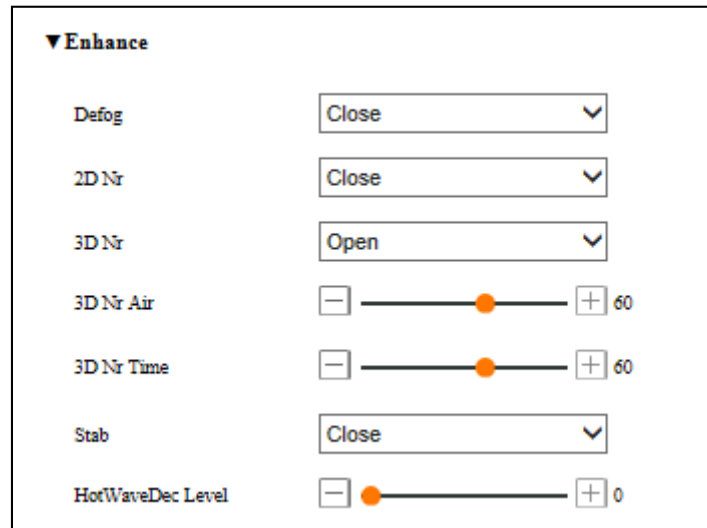 ▼Enhance
Defog Close
2D Nr Close
3D Nr Open
3D Nr Air 60
3D Nr Time 60
Stab Close
HotWaveDec Level 0